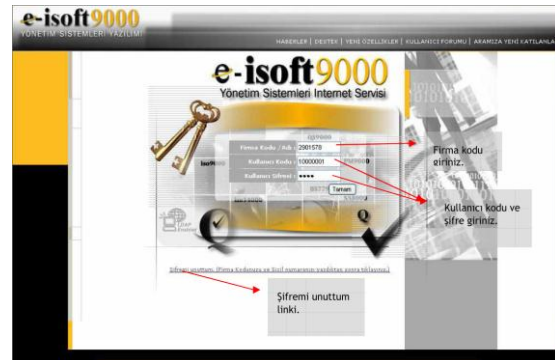 e-isoft9000
YÖNETİM SİSTEMLERİ YAZILIMI
HABERLER | DESTEK | YENİ ÖZELLİKLER | KULLANICI FORUMU | ARAMIZA YENİ KATILANLA
e-isoft9000
Yönetim Sistemleri Internet Servisi
Firma Kodu / Adı : 2901578
Kullanıcı Kodu : 10000001
Kullanıcı Şifresi :
Tamam
Firma kodu
giriniz.
Kullanıcı kodu ve
şifre giriniz.
Şifremi unuttum
linki.